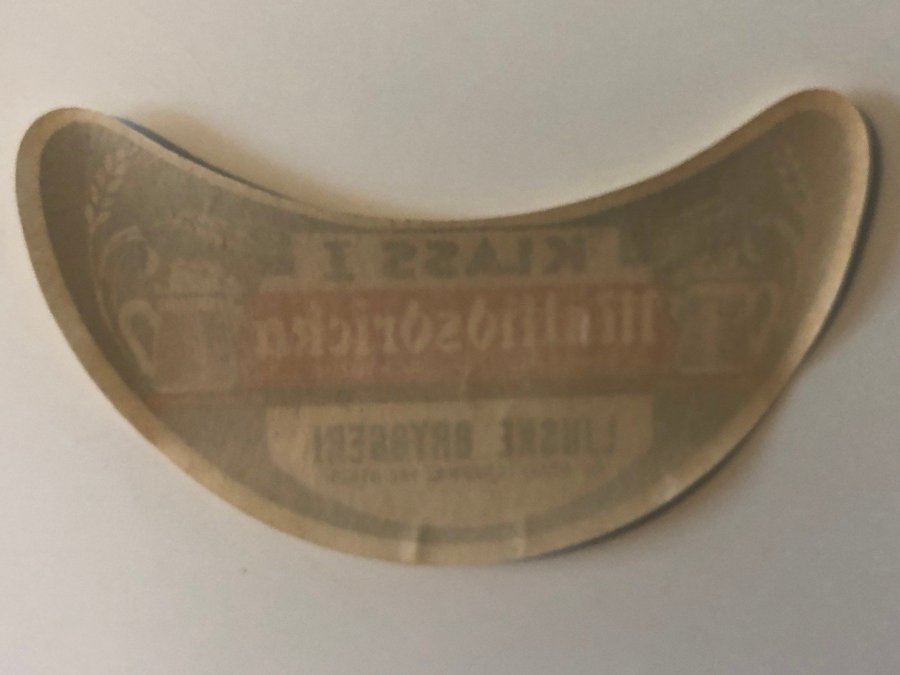 KLASS I
Måltidsdricka
LJUSNE BRYGGERI